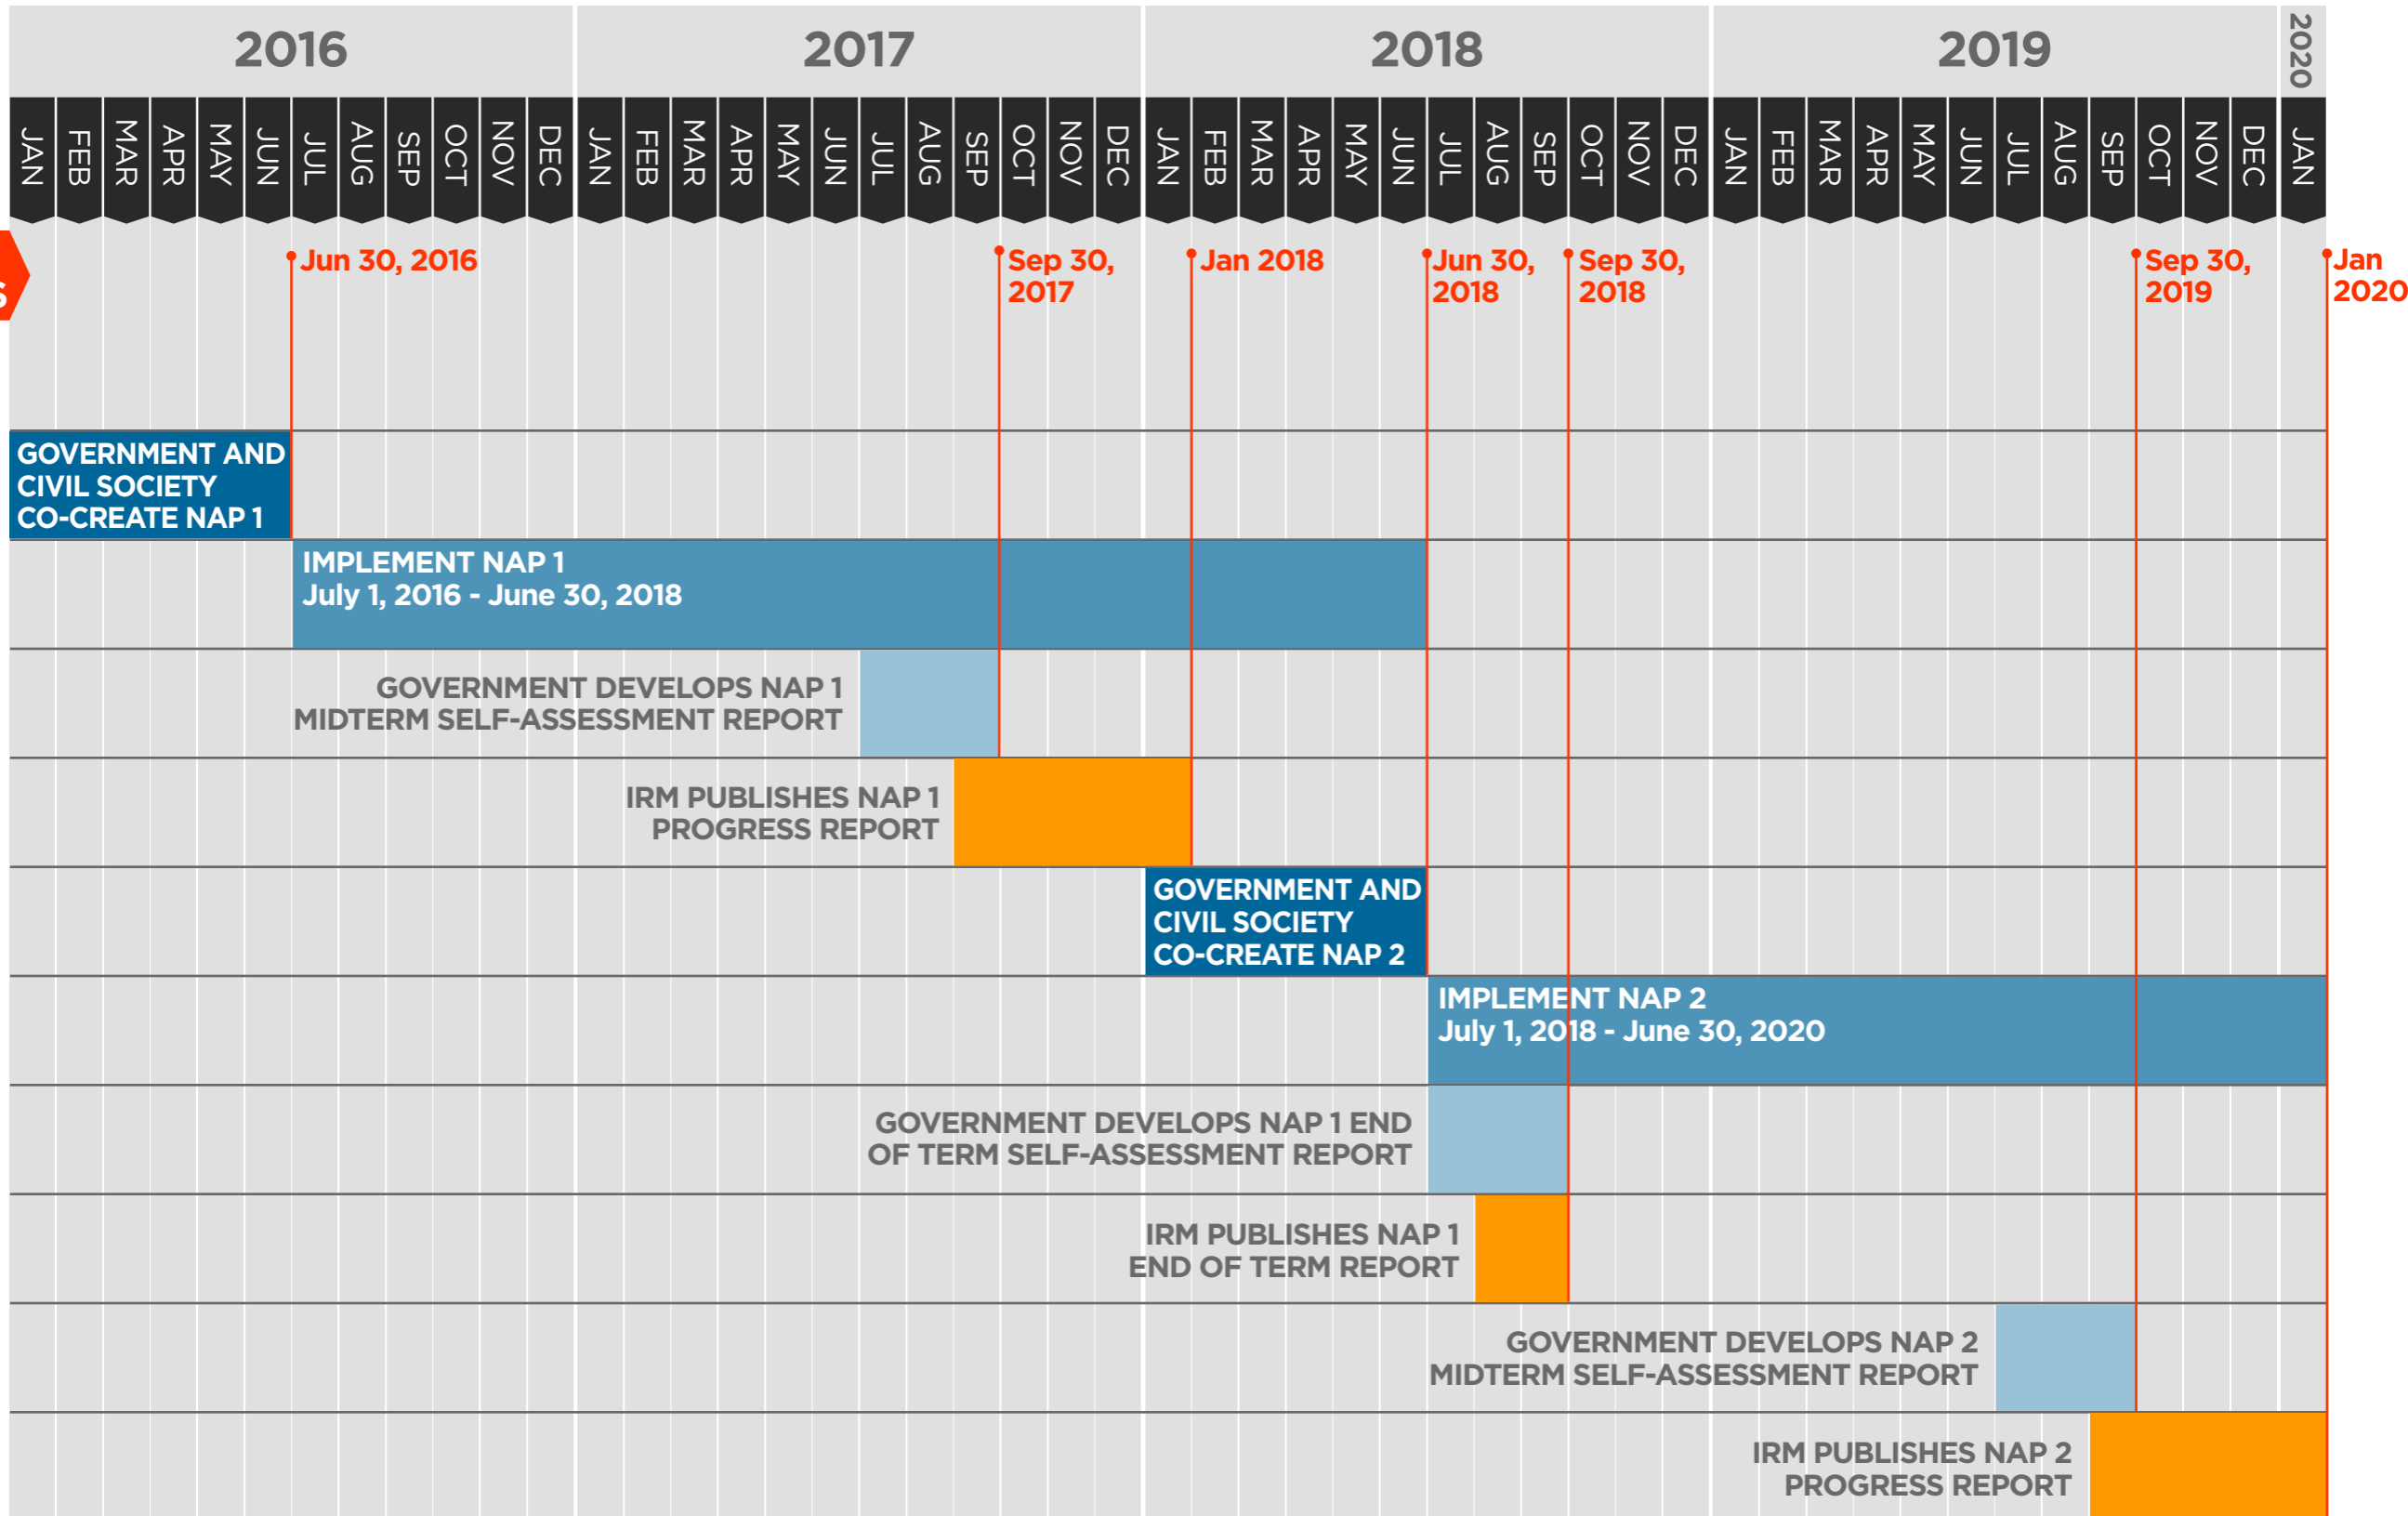 2016
2017
2018
2019
2020
JAN FEB MAR APR MAY JUN JUL AUG SEP OCT NOV DEC JAN FEB MAR APR MAY JUN JUL AUG SEP OCT NOV DEC JAN FEB MAR APR MAY JUN JUL AUG SEP OCT NOV DEC JAN FEB MAR APR MAY JUN JUL AUG SEP OCT NOV DEC JAN
S
Jun 30, 2016
Sep 30,
2017
Jan 2018
Jun 30,
2018
Sep 30,
2018
Sep 30,
2019
Jan
2020
GOVERNMENT AND
CIVIL SOCIETY
CO-CREATE NAP 1
IMPLEMENT NAP 1
July 1, 2016 - June 30, 2018
GOVERNMENT DEVELOPS NAP 1
MIDTERM SELF-ASSESSMENT REPORT
IRM PUBLISHES NAP 1
PROGRESS REPORT
GOVERNMENT AND
CIVIL SOCIETY
CO-CREATE NAP 2
IMPLEMENT NAP 2
July 1, 2018 - June 30, 2020
GOVERNMENT DEVELOPS NAP 1 END
OF TERM SELF-ASSESSMENT REPORT
IRM PUBLISHES NAP 1
END OF TERM REPORT
GOVERNMENT DEVELOPS NAP 2
MIDTERM SELF-ASSESSMENT REPORT
IRM PUBLISHES NAP 2
PROGRESS REPORT